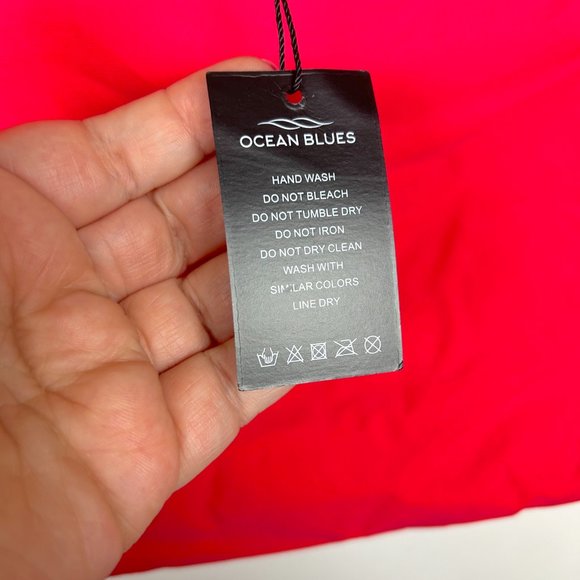 OCEAN BLUES
HAND WASH
DO NOT BLEACH
DO NOT TUMBLE DRY
DO NOT IRON
DO NOT DRY CLEAN
WASH WITH
SIMILAR COLORS
LINE DRY